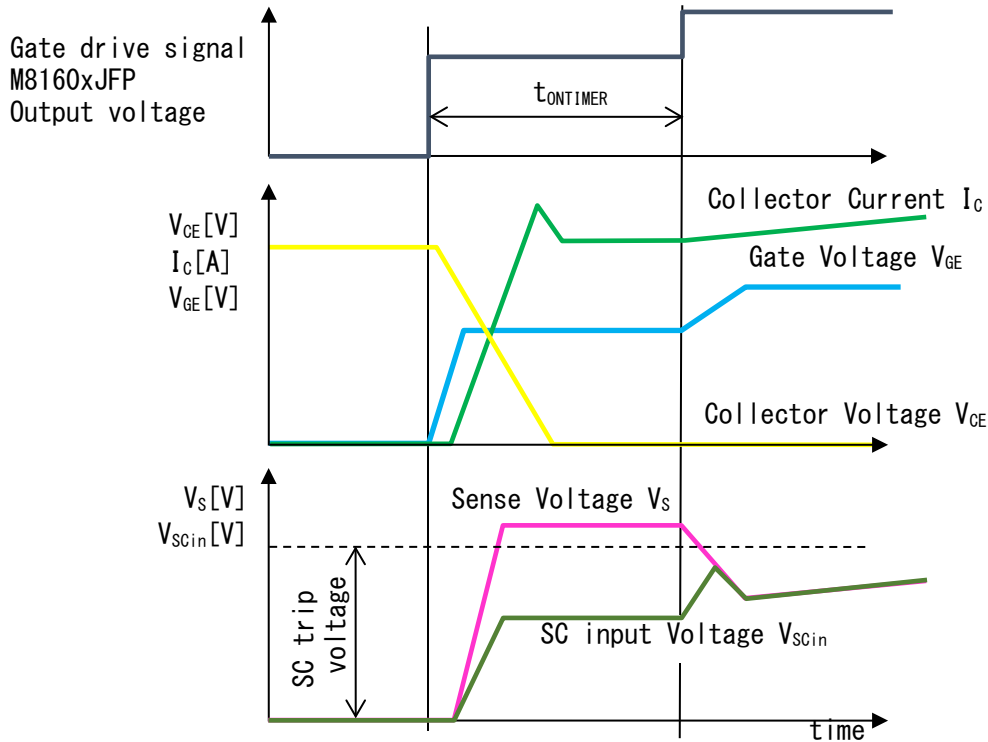 Gate drive signal
M8160xJFP
Output voltage
tONTIMER
VCE[V]
IC[A]
VGE[V]
Collector Current IC
Gate Voltage VGE
Collector Voltage VCE
VS[V]
VSCin[V]
Sense Voltage VS
SC trip
voltage
SC input Voltage VSCin
time